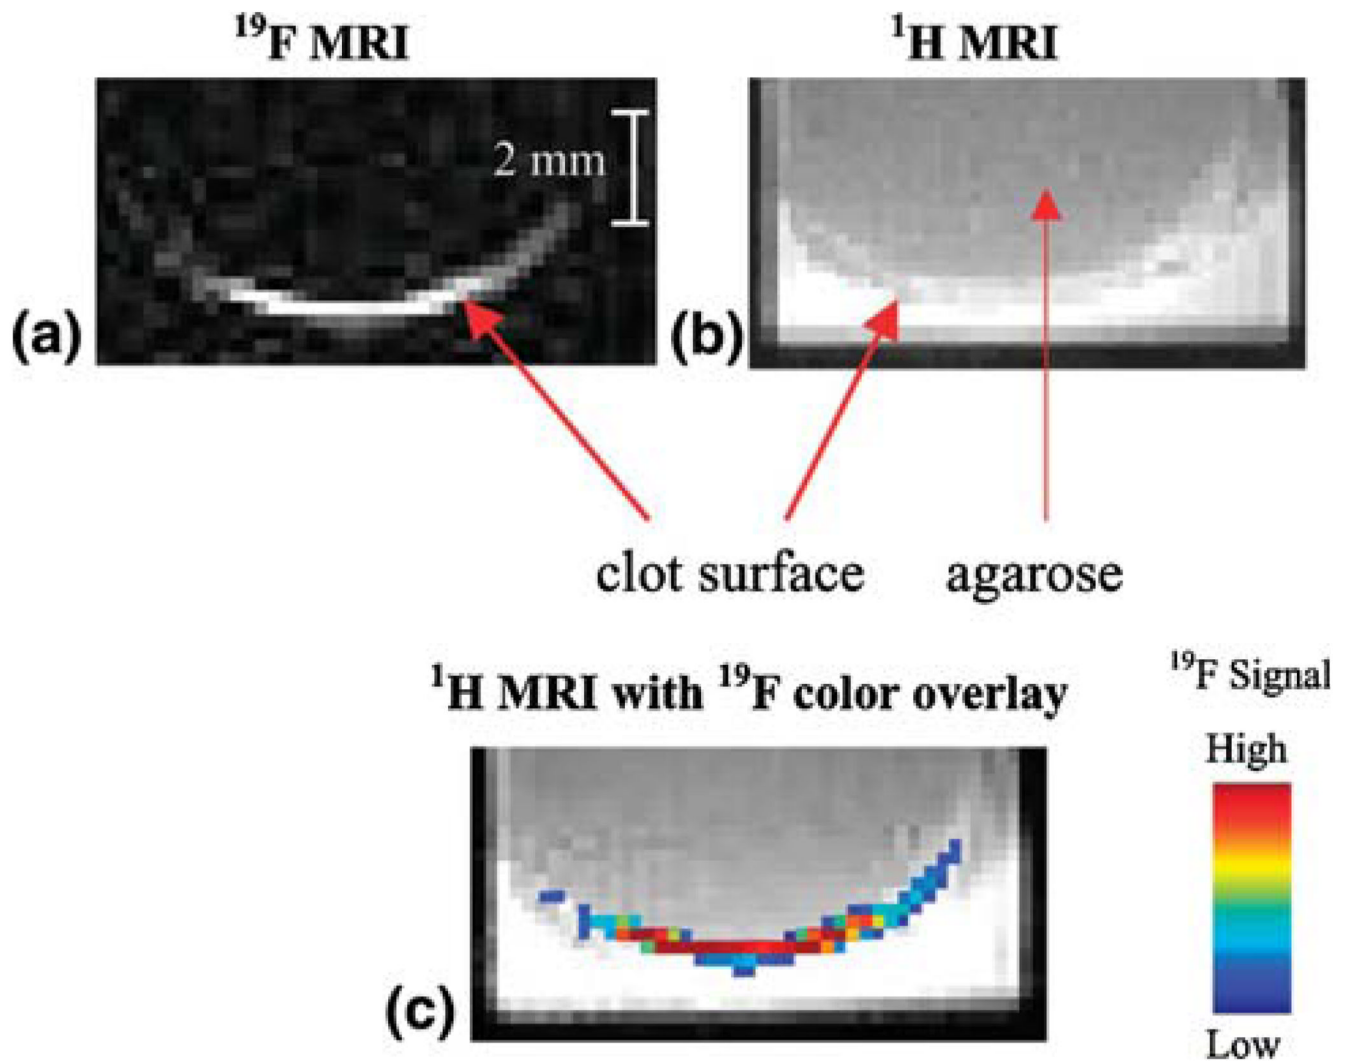 ¹⁹F MRI
¹H MRI
2 mm
(a)
(b)
clot surface
agarose
¹H MRI with ¹⁹F color overlay
¹⁹F Signal
High
(c)
Low